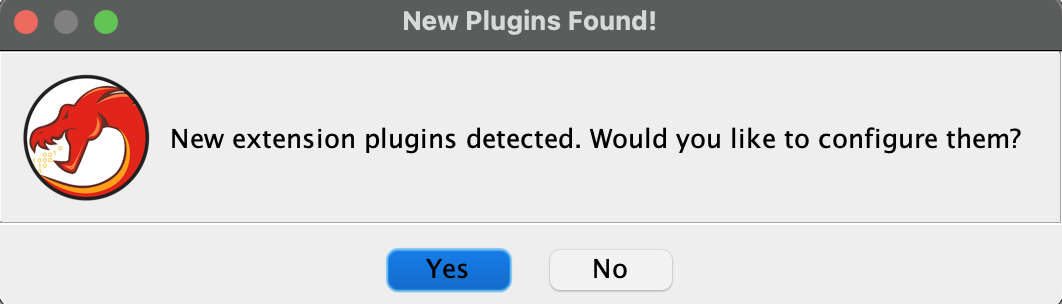 New Plugins Found!
New extension plugins detected. Would you like to configure them?
Yes
No